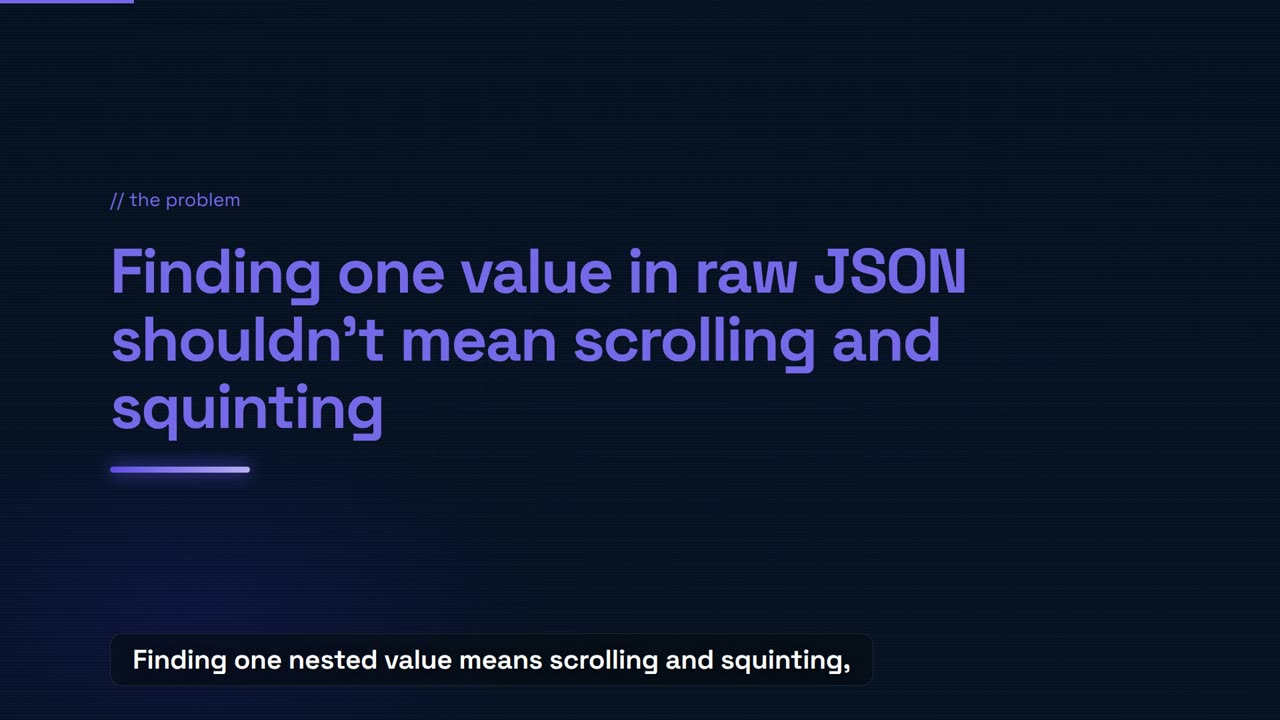 // the problem
Finding one value in raw JSON
shouldn’t mean scrolling and
squinting
Finding one nested value means scrolling and squinting,